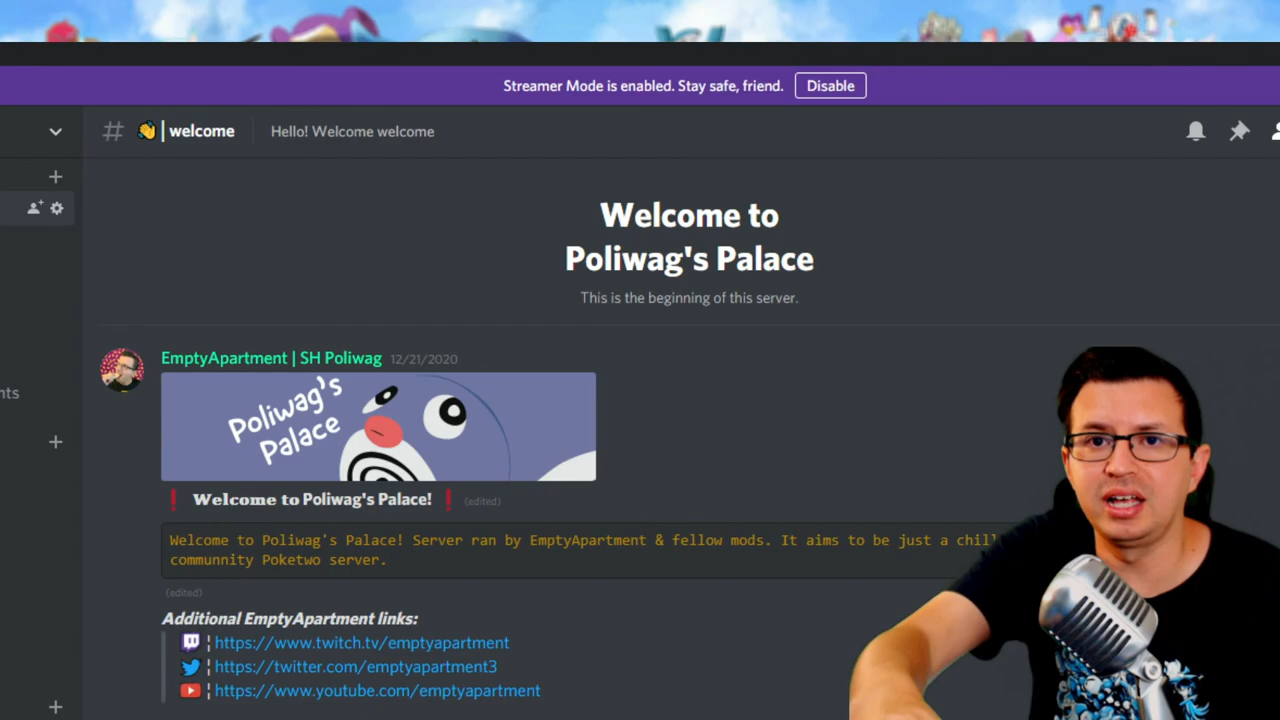 Streamer Mode is enabled. Stay safe, friend. Disable
# 👋 | welcome Hello! Welcome welcome
Welcome to
Poliwag's Palace
This is the beginning of this server.
EmptyApartment | SH Poliwag 12/21/2020
Poliwag's
Palace
❗ Welcome to Poliwag's Palace! ❗ (edited)
Welcome to Poliwag's Palace! Server ran by EmptyApartment & fellow mods. It aims to be just a chill
communnity Poketwo server.
(edited)
nts
Additional EmptyApartment links:
¦ https://www.twitch.tv/emptyapartment
¦ https://twitter.com/emptyapartment3
¦ https://www.youtube.com/emptyapartment